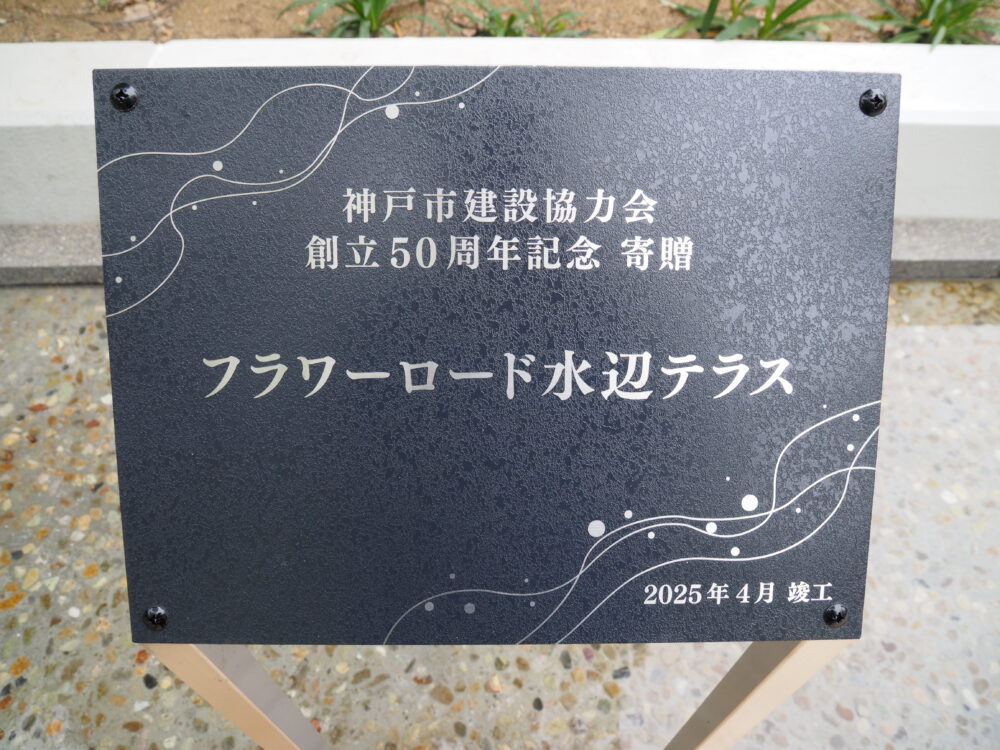 神戸市建設協力会
創立50周年記念 寄贈
フラワーロード水辺テラス
2025年4月 竣工